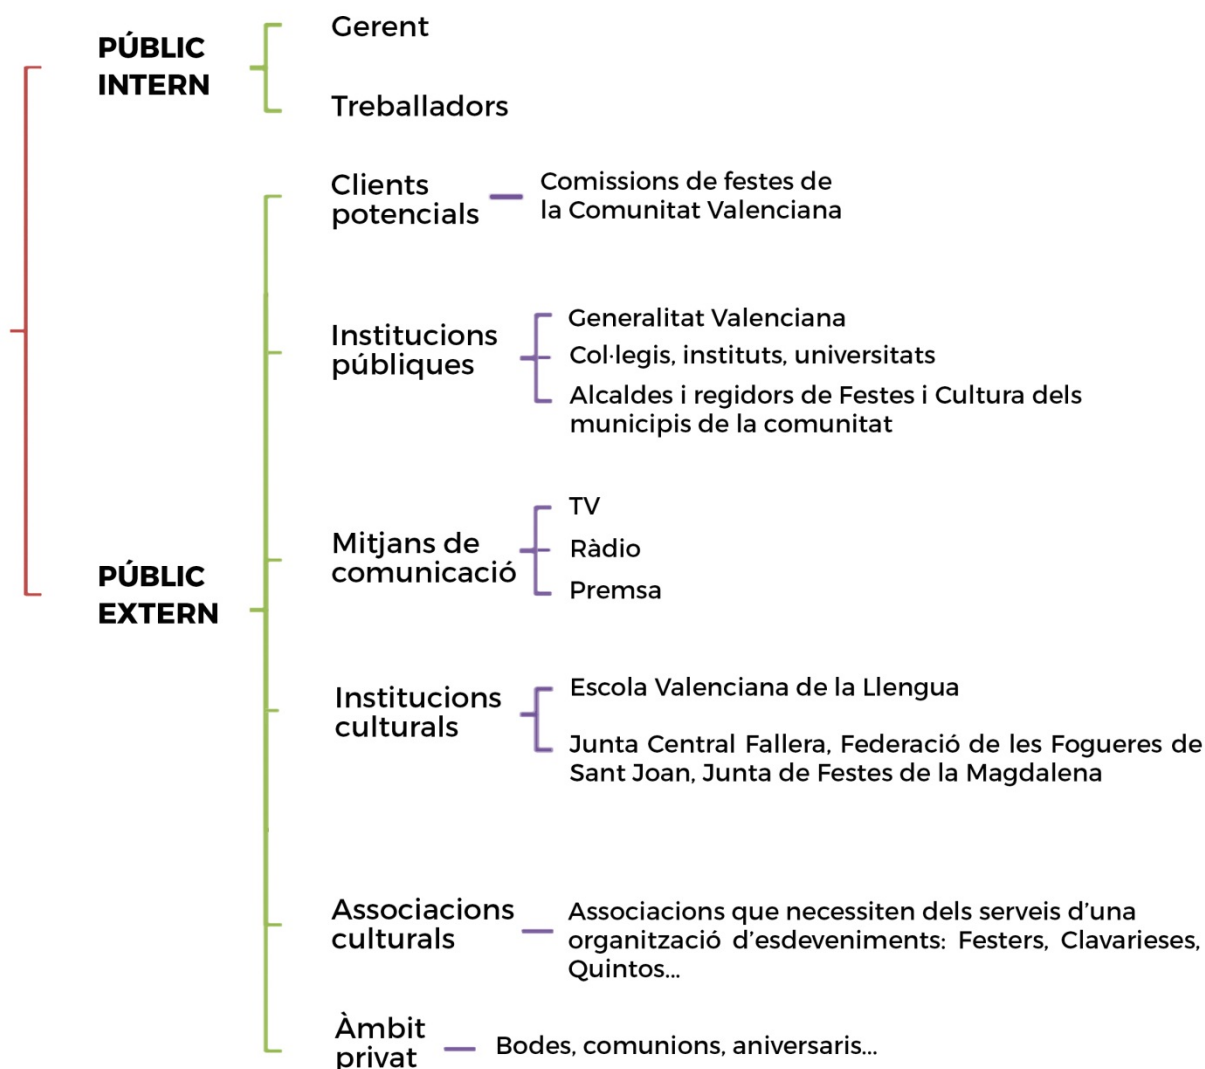 PÚBLIC
INTERN
Gerent
Treballadors
Clients
potencials
Comissions de festes de
la Comunitat Valenciana
Institucions
públiques
Generalitat Valenciana
Col·legis, instituts, universitats
Alcaldes i regidors de Festes i Cultura dels
municipis de la comunitat
PÚBLIC
EXTERN
Mitjans de
comunicació
TV
Ràdio
Premsa
Institucions
culturals
Escola Valenciana de la Llengua
Junta Central Fallera, Federació de les Fogueres de
Sant Joan, Junta de Festes de la Magdalena
Associacions
culturals
Associacions que necessiten dels serveis d’una
organització d’esdeveniments: Festers, Clavarieses,
Quintos...
Àmbit
privat
Bodes, comunions, aniversaris...